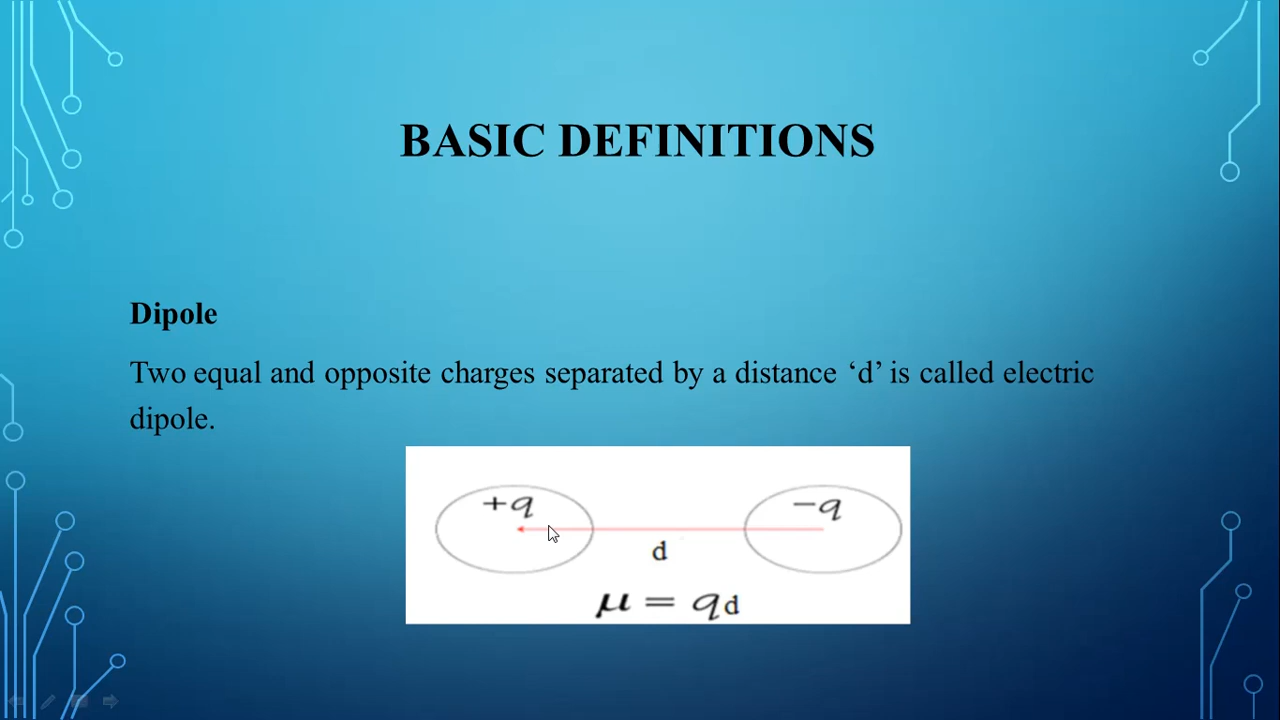 BASIC DEFINITIONS
Dipole
Two equal and opposite charges separated by a distance ‘d’ is called electric
dipole.
+q −q
d
μ = qd